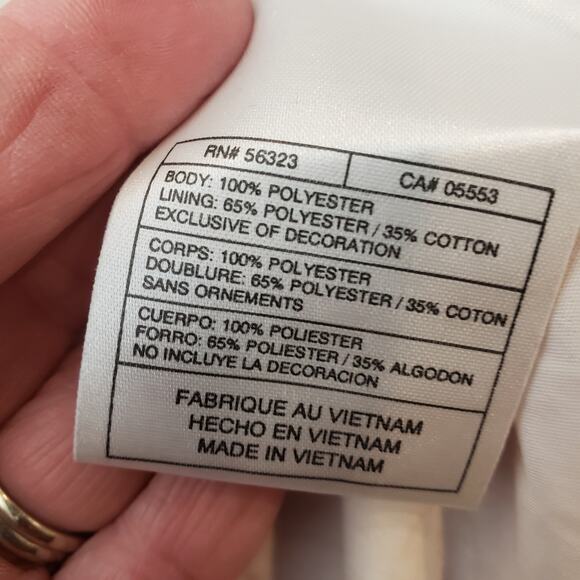 RN# 56323 CA# 05553
BODY: 100% POLYESTER
LINING: 65% POLYESTER / 35% COTTON
EXCLUSIVE OF DECORATION
CORPS: 100% POLYESTER
DOUBLURE: 65% POLYESTER / 35% COTON
SANS ORNEMENTS
CUERPO: 100% POLIESTER
FORRO: 65% POLIESTER / 35% ALGODON
NO INCLUYE LA DECORACION
FABRIQUE AU VIETNAM
HECHO EN VIETNAM
MADE IN VIETNAM